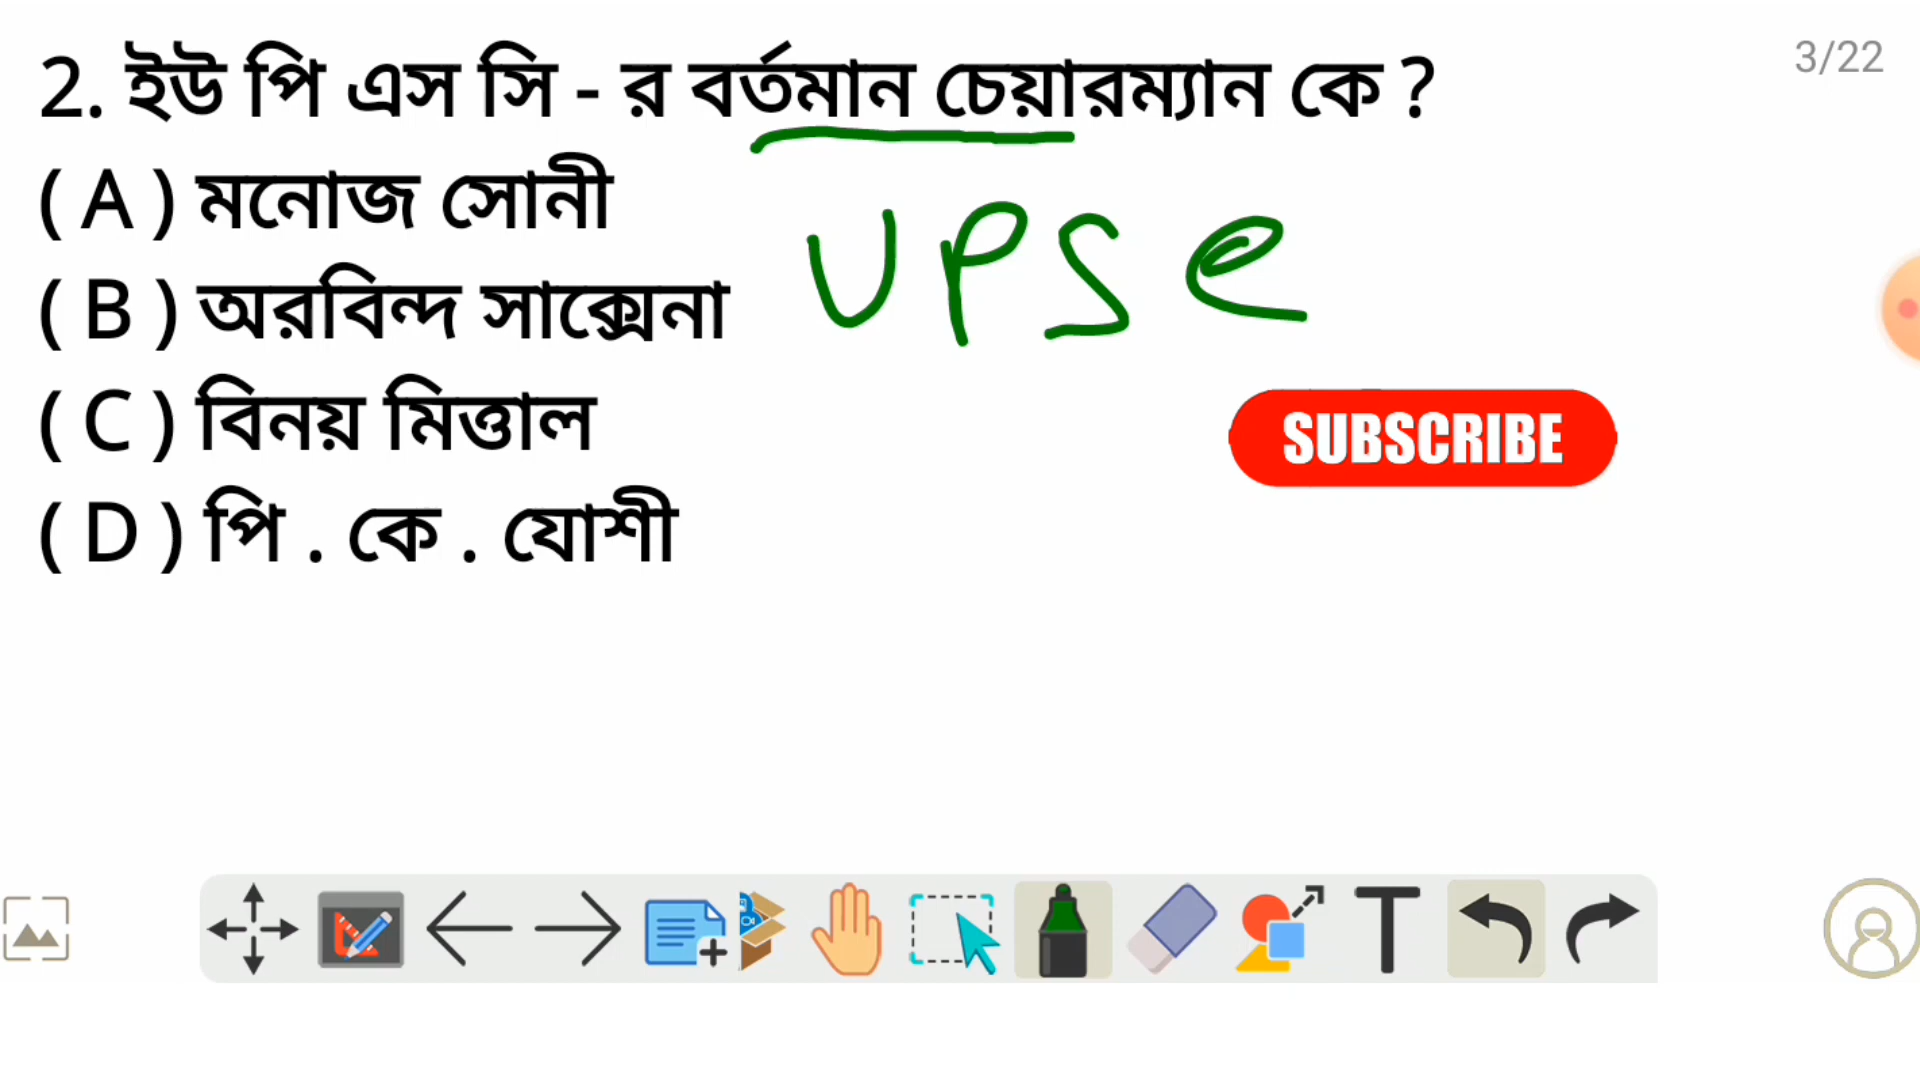 2. ইউ পি এস সি - র বর্তমান চেয়ারম্যান কে ?
3/22
( A ) মনোজ সোনী
( B ) অরবিন্দ সাক্সেনা
( C ) বিনয় মিত্তাল
( D ) পি . কে . যোশী
UPSC
SUBSCRIBE
T